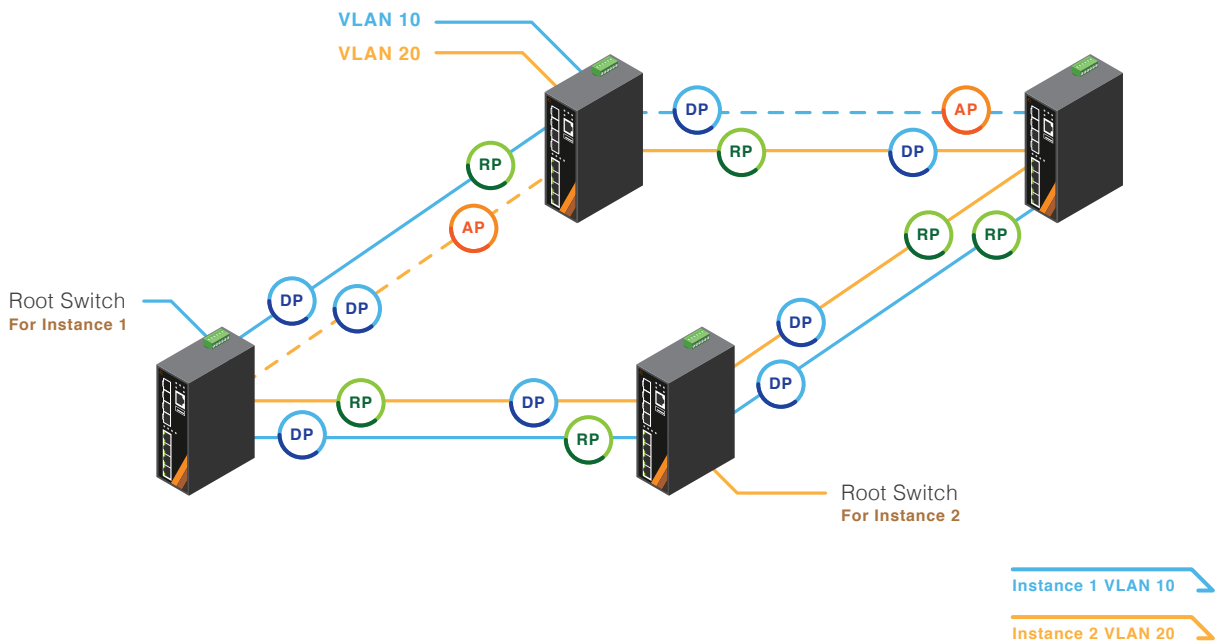 VLAN 10
VLAN 20
DP
AP
RP
DP
RP
AP
RP
RP
DP
DP
Root Switch
For Instance 1
DP
DP
RP
DP
DP
RP
Root Switch
For Instance 2
Instance 1 VLAN 10
Instance 2 VLAN 20